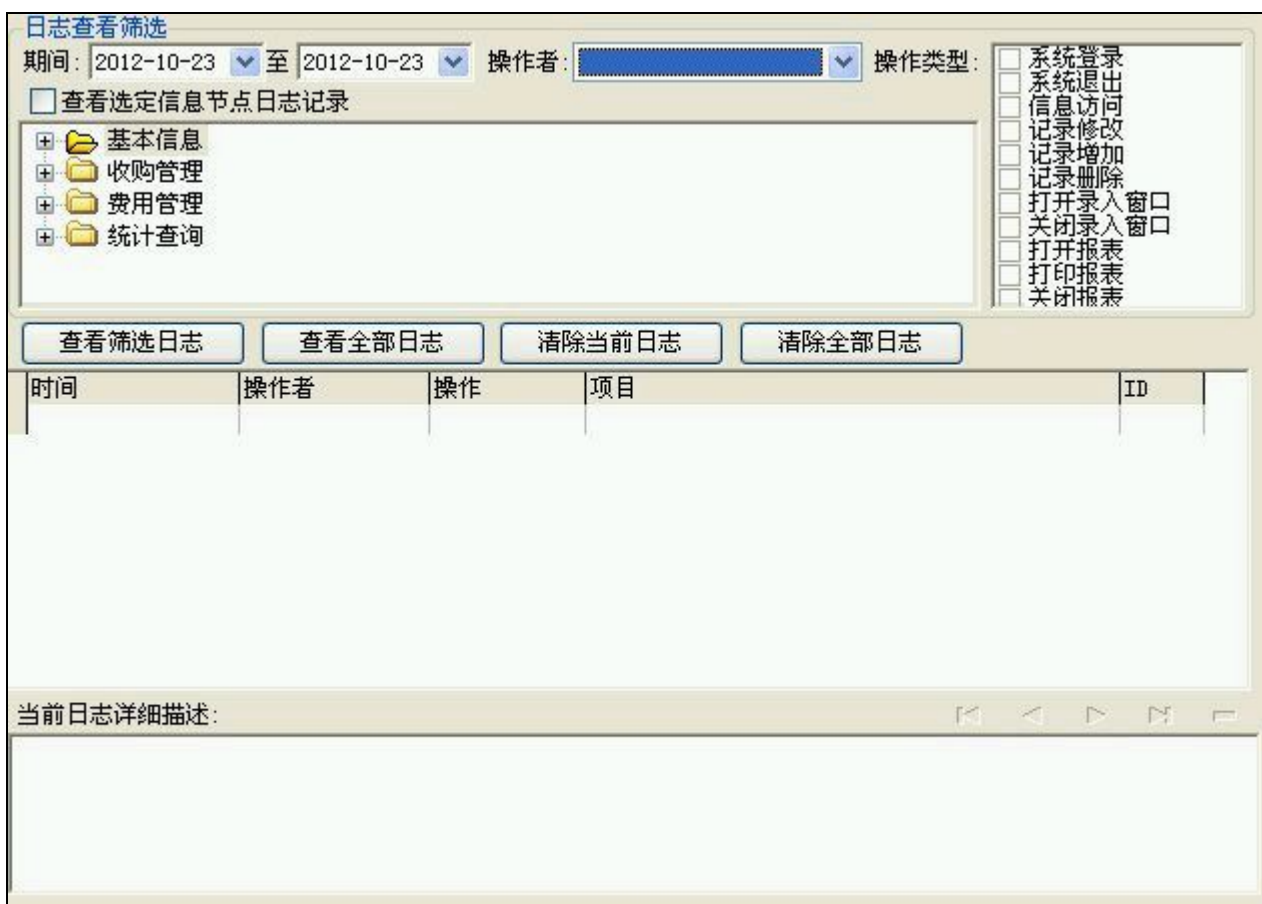 日志查看筛选
期间: 2012-10-23 至 2012-10-23 操作者: 操作类型:
查看选定信息节点日志记录
基本信息
收购管理
费用管理
统计查询
系统登录
系统退出
信息访问
记录修改
记录增加
记录删除
打开录入窗口
关闭录入窗口
打开报表
打印报表
关闭报表
查看筛选日志 查看全部日志 清除当前日志 清除全部日志
时间 操作者 操作 项目 ID
当前日志详细描述: